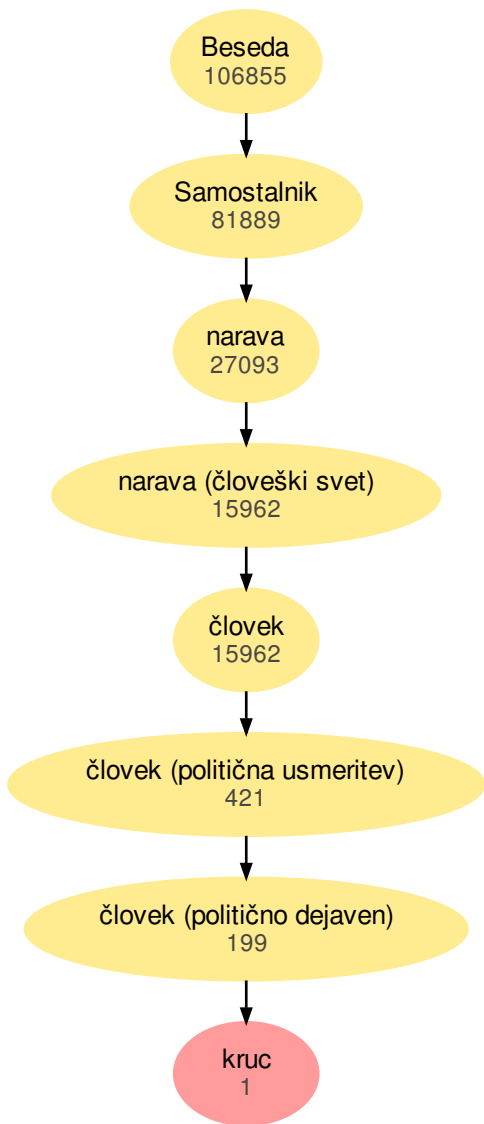 Beseda
106855
Samostalnik
81889
narava
27093
narava (človeški svet)
15962
človek
15962
človek (politična usmeritev)
421
človek (politično dejaven)
199
kruc
1